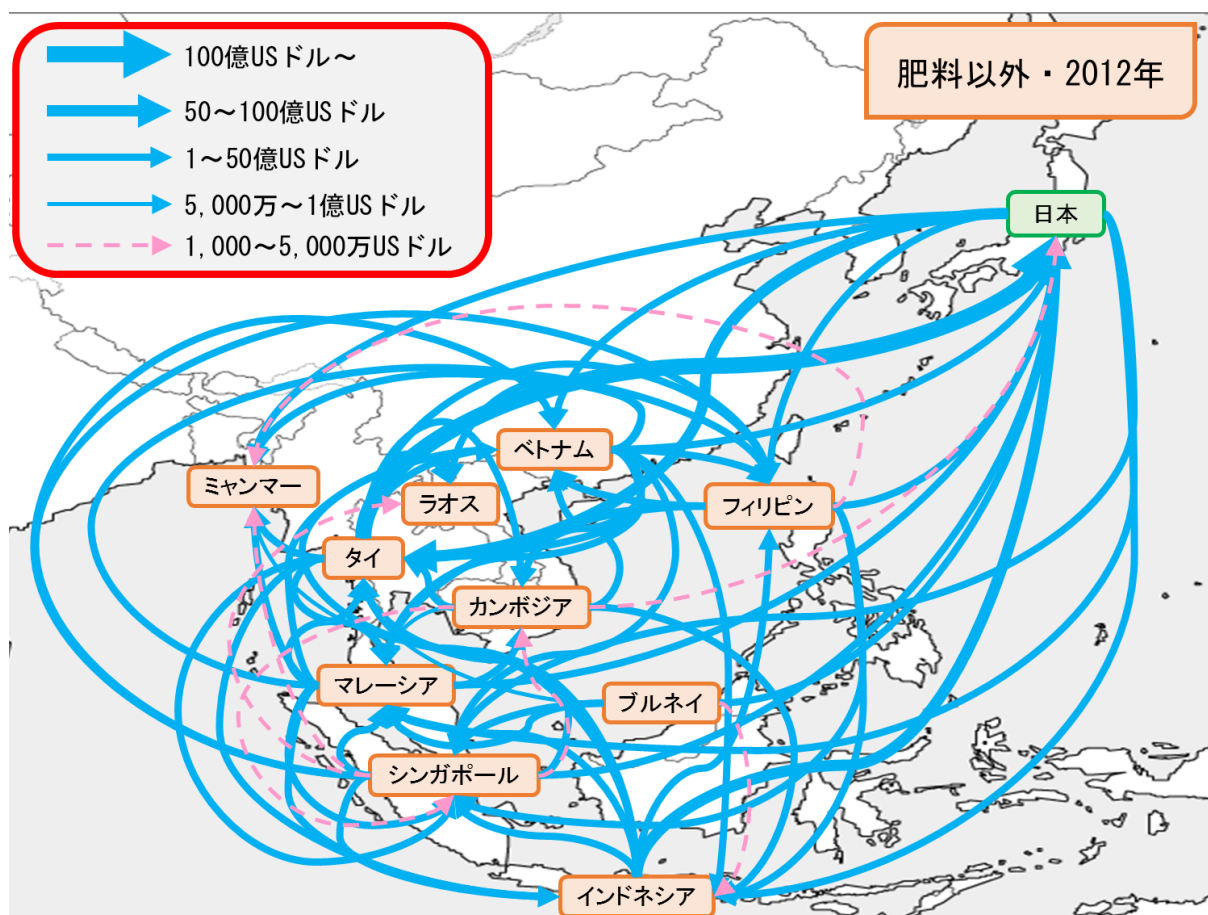 100億USドル～
50～100億USドル
1～50億USドル
5,000万～1億USドル
1,000～5,000万USドル
肥料以外・2012年
日本
ベトナム
ミャンマー
ラオス
フィリピン
タイ
カンボジア
マレーシア
ブルネイ
シンガポール
インドネシア